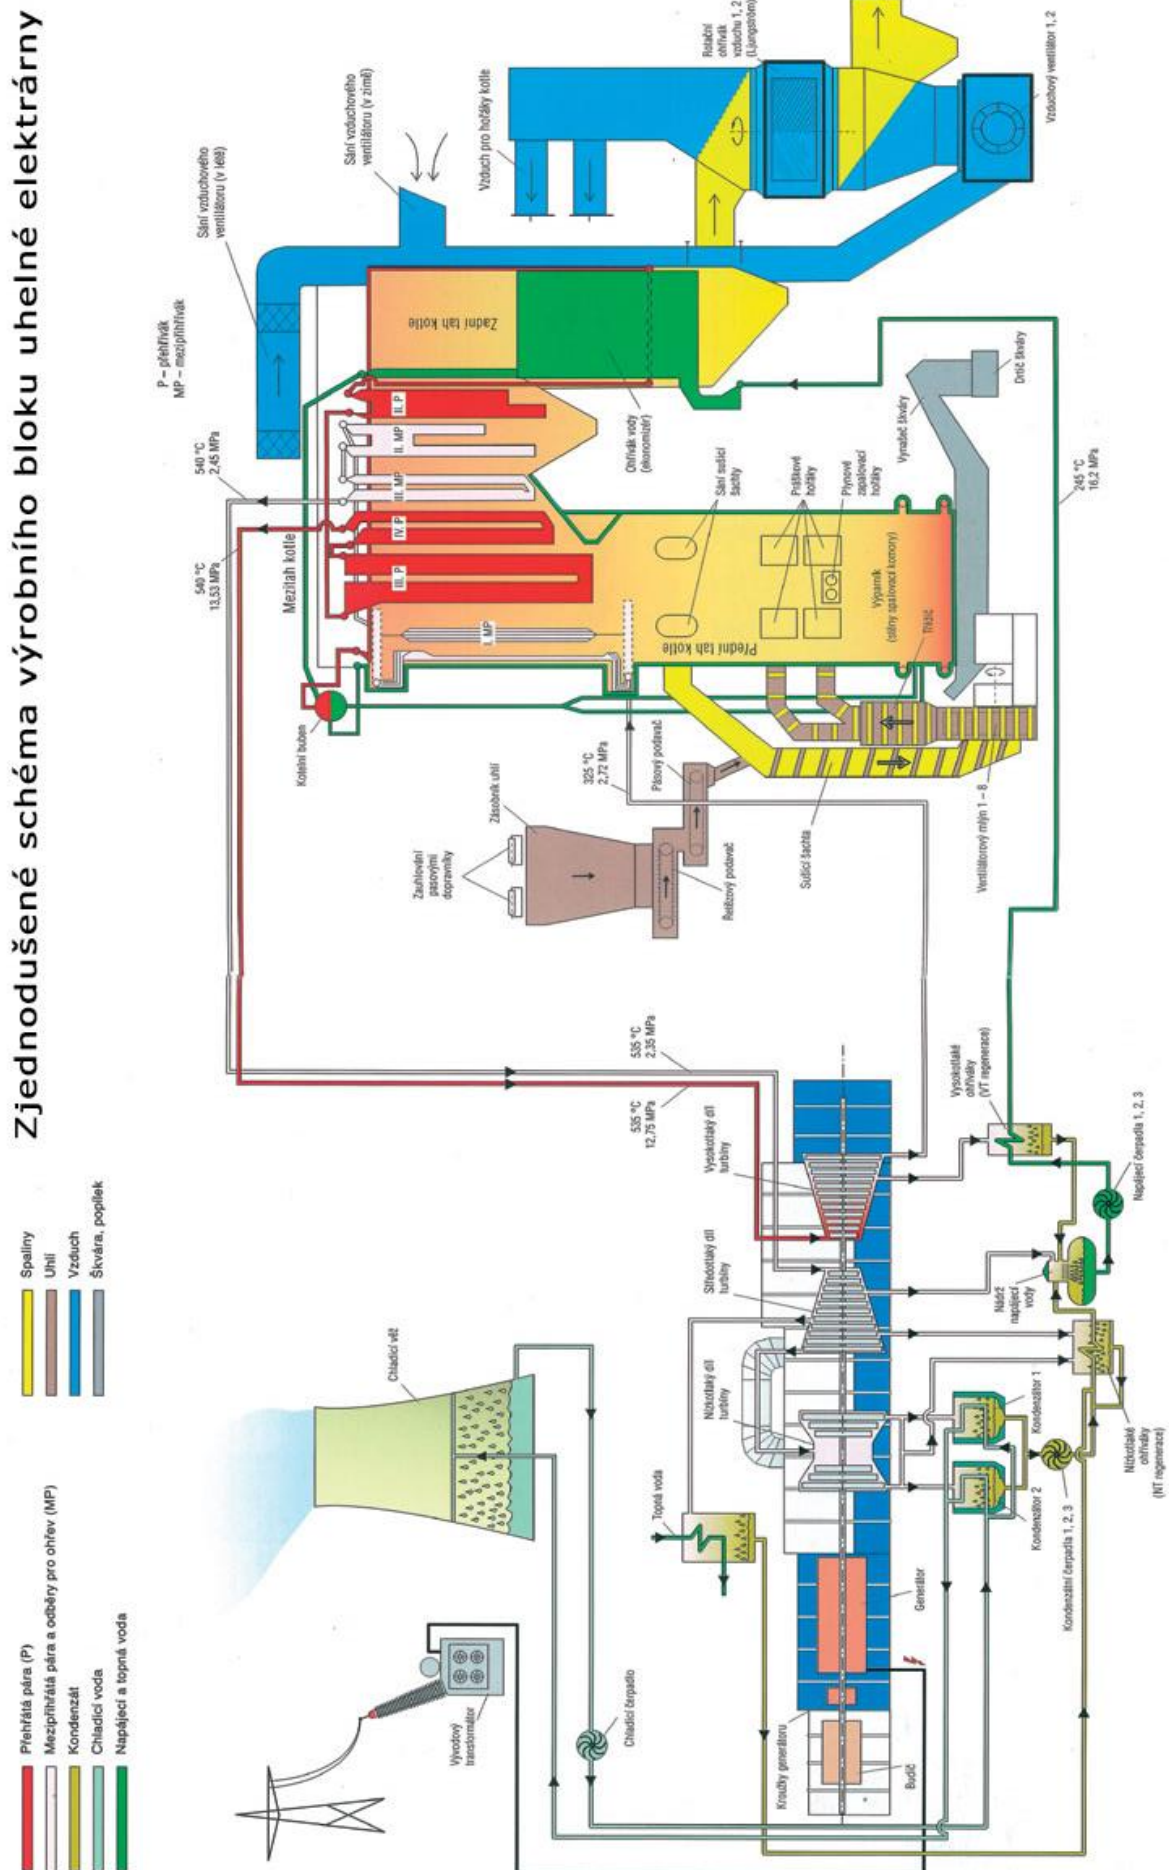 Zjednodušené schéma výrobního bloku uhelné elektrárny
Přehřátá pára (P)
Mezipřihřátá pára a odběry pro ohřev (MP)
Kondenzát
Chladicí voda
Napájecí a topná voda
Spaliny
Uhlí
Vzduch
Škvára, popílek
P – přehřívák
MP – mezipřihřívák
Sání vzduchového
ventilátoru (v létě)
Sání vzduchového
ventilátoru (v zimě)
Vzduch pro hořáky kotle
Rotační
ohřívák
vzduchu 1, 2
(Ljungström)
Vzduchový ventilátor 1, 2
540 °C
2,45 MPa
540 °C
13,53 MPa
Mezitah kotle
Kotelní buben
I. MP
III. P
IV. P
III. MP
II. MP
II. P
Zadní tah kotle
Přední tah kotle
Ohřívák vody
(ekonomizér)
Sání sušicí
šachty
Práškové
hořáky
Plynové
zapalovací
hořáky
Výparník
(stěny spalovací komory)
Třídič
Vynašeč škváry
Drtič škváry
245 °C
16,2 MPa
Zauhlování
pasovými
dopravníky
Zásobník uhlí
Řetězový podavač
Pásový podavač
325 °C
2,72 MPa
Sušicí šachta
Ventilátorový mlýn 1 – 8
535 °C
2,35 MPa
535 °C
12,75 MPa
Vysokotlaký díl
turbíny
Středotlaký díl
turbíny
Nízkotlaký díl
turbíny
Vysokotlaké
ohříváky
(VT regenerace)
Napájecí čerpadla 1, 2, 3
Nádrž
napájecí
vody
Nízkotlaké
ohříváky
(NT regenerace)
Kondenzátor 1
Kondenzátor 2
Kondenzátní čerpadla 1, 2, 3
Topná voda
Chladicí věž
Chladicí čerpadlo
Vývodový
transformátor
Generátor
Kroužky generátoru
Budič